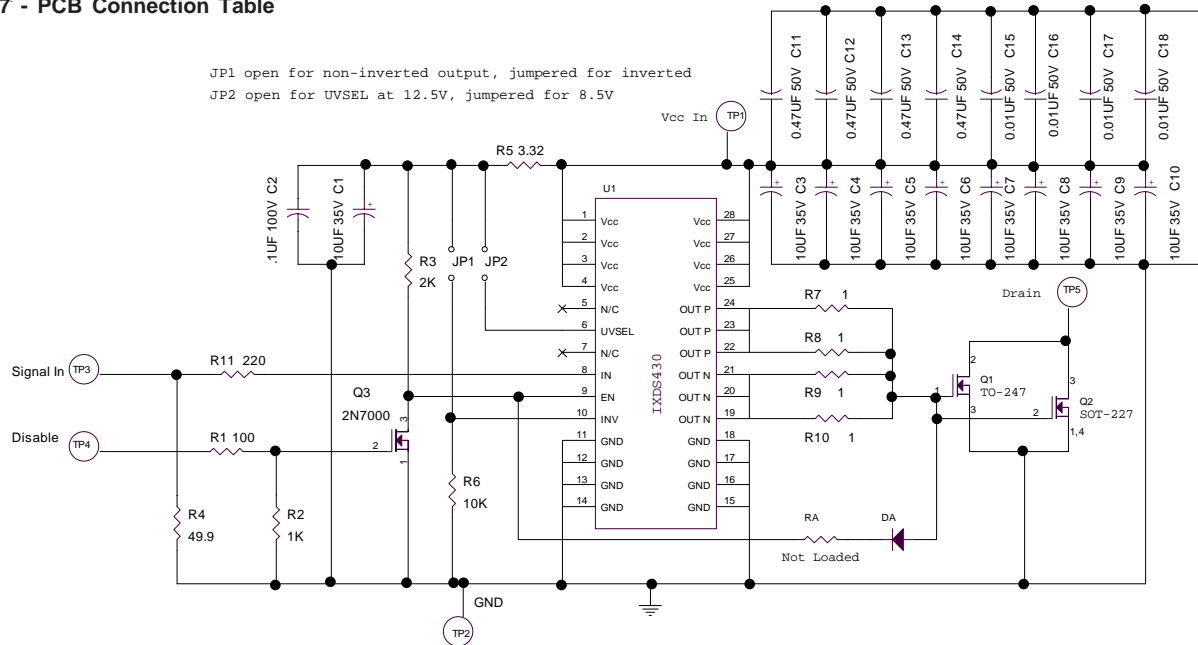 7 - PCB Connection Table
JP1 open for non-inverted output, jumpered for inverted
JP2 open for UVSEL at 12.5V, jumpered for 8.5V
Vcc In
TP1
0.47UF 50V C11
0.47UF 50V C12
0.47UF 50V C13
0.47UF 50V C14
0.01UF 50V C15
0.01UF 50V C16
0.01UF 50V C17
0.01UF 50V C18
R5 3.32
.1UF 100V C2
10UF 35V C1
+
R3
2K
JP1
JP2
10UF 35V C3
+
10UF 35V C4
+
10UF 35V C5
+
10UF 35V C6
+
10UF 35V C7
+
10UF 35V C8
+
10UF 35V C9
+
10UF 35V C10
+
U1
IXDS430
1 Vcc
2 Vcc
3 Vcc
4 Vcc
5 N/C
6 UVSEL
7 N/C
8 IN
9 EN
10 INV
11 GND
12 GND
13 GND
14 GND
Vcc 28
Vcc 27
Vcc 26
Vcc 25
OUT P 24
OUT P 23
OUT P 22
OUT N 21
OUT N 20
OUT N 19
GND 18
GND 17
GND 16
GND 15
R7 1
R8 1
R9 1
R10 1
Drain
TP5
2
1
Q1
TO-247
3
3
2
Q2
SOT-227
1,4
Signal In
TP3
R11 220
Q3
2N7000
3
2
1
Disable
TP4
R1 100
R4
49.9
R2
1K
R6
10K
RA
DA
Not Loaded
GND
TP2